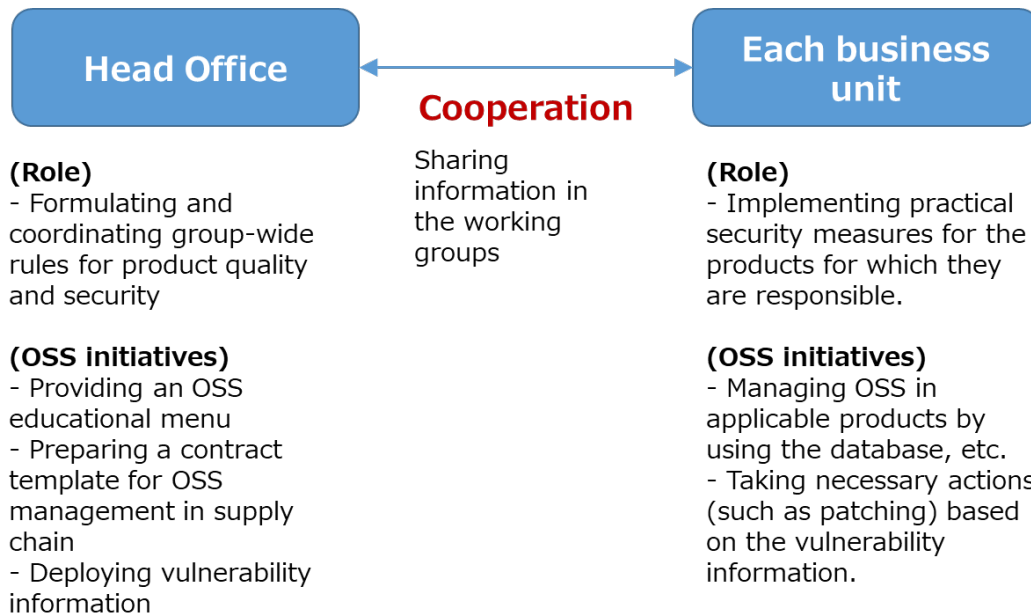 Head Office
Each business
unit
Cooperation
Sharing
information in
the working
groups
(Role)
- Formulating and
coordinating group-wide
rules for product quality
and security
(OSS initiatives)
- Providing an OSS
educational menu
- Preparing a contract
template for OSS
management in supply
chain
- Deploying vulnerability
information
(Role)
- Implementing practical
security measures for the
products for which they
are responsible.
(OSS initiatives)
- Managing OSS in
applicable products by
using the database, etc.
- Taking necessary actions
(such as patching) based
on the vulnerability
information.